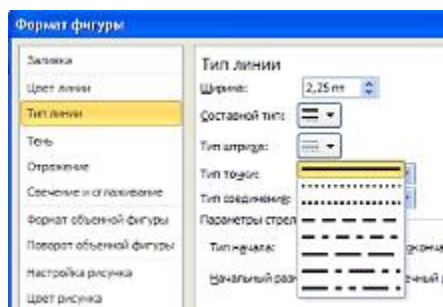 Формат фигуры
Заливка
Цвет линии
Тип линии
Тень
Отражение
Свечение и сглаживание
Формат объемной фигуры
Поворот объемной фигуры
Настройка рисунка
Цвет рисунка
Тип линии
Ширина: 2,25 пт
Составной тип:
Тип штриха:
Тип точки:
Тип соединения:
Параметры
Тип начала:
Начальный